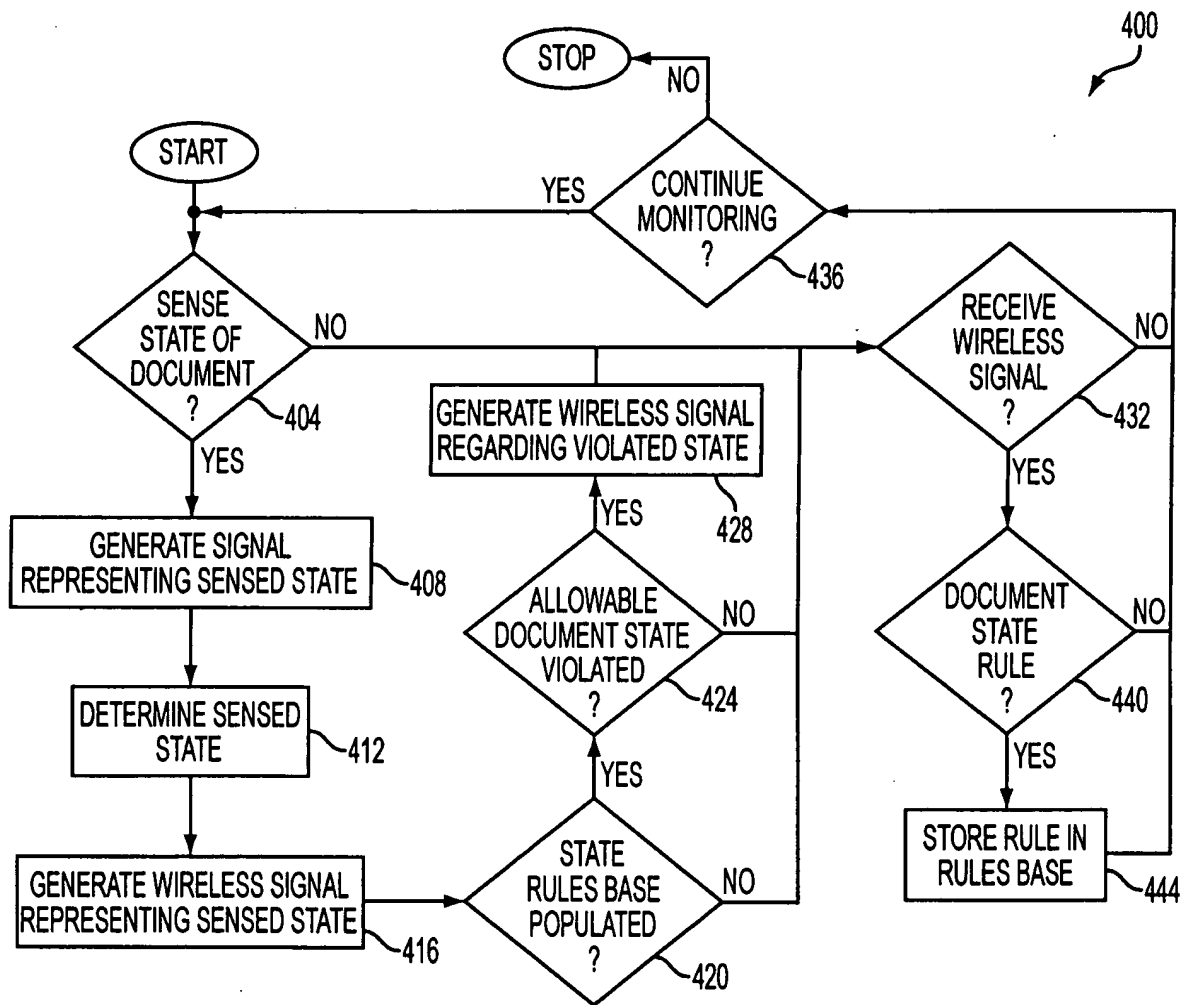 400
STOP
NO
START
YES
CONTINUE
MONITORING
?
436
SENSE
STATE OF
DOCUMENT
?
404
NO
YES
RECEIVE
WIRELESS
SIGNAL
?
432
NO
YES
GENERATE WIRELESS SIGNAL
REGARDING VIOLATED STATE
428
YES
GENERATE SIGNAL
REPRESENTING SENSED STATE
408
ALLOWABLE
DOCUMENT STATE
VIOLATED
?
424
NO
YES
DOCUMENT
STATE
RULE
?
440
NO
YES
DETERMINE SENSED
STATE
412
GENERATE WIRELESS SIGNAL
REPRESENTING SENSED STATE
416
STATE
RULES BASE
POPULATED
?
420
NO
STORE RULE IN
RULES BASE
444